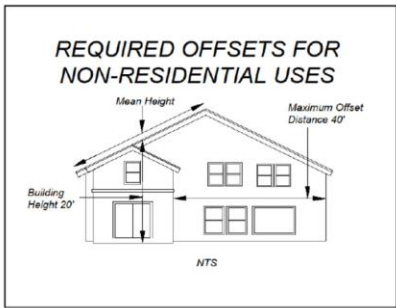 REQUIRED OFFSETS FOR
NON-RESIDENTIAL USES
Mean Height
Maximum Offset
Distance 40'
Building
Height 20'
NTS